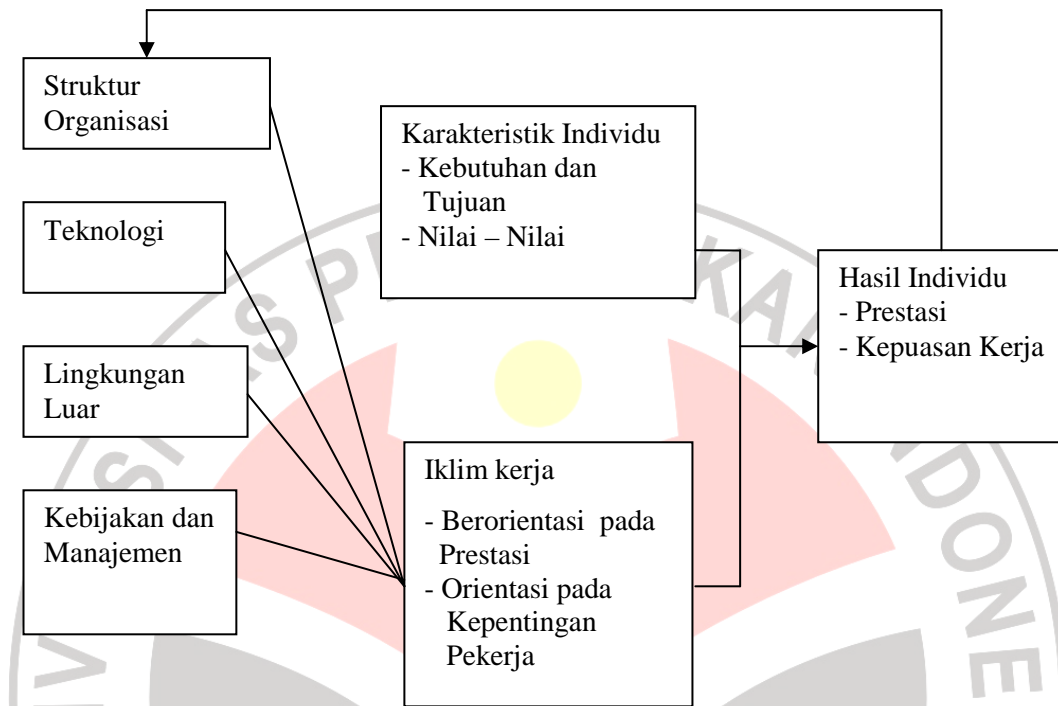 Struktur
Organisasi
Teknologi
Lingkungan
Luar
Kebijakan dan
Manajemen
Karakteristik Individu
- Kebutuhan dan
Tujuan
- Nilai – Nilai
Iklim kerja
- Berorientasi pada
Prestasi
- Orientasi pada
Kepentingan
Pekerja
Hasil Individu
- Prestasi
- Kepuasan Kerja